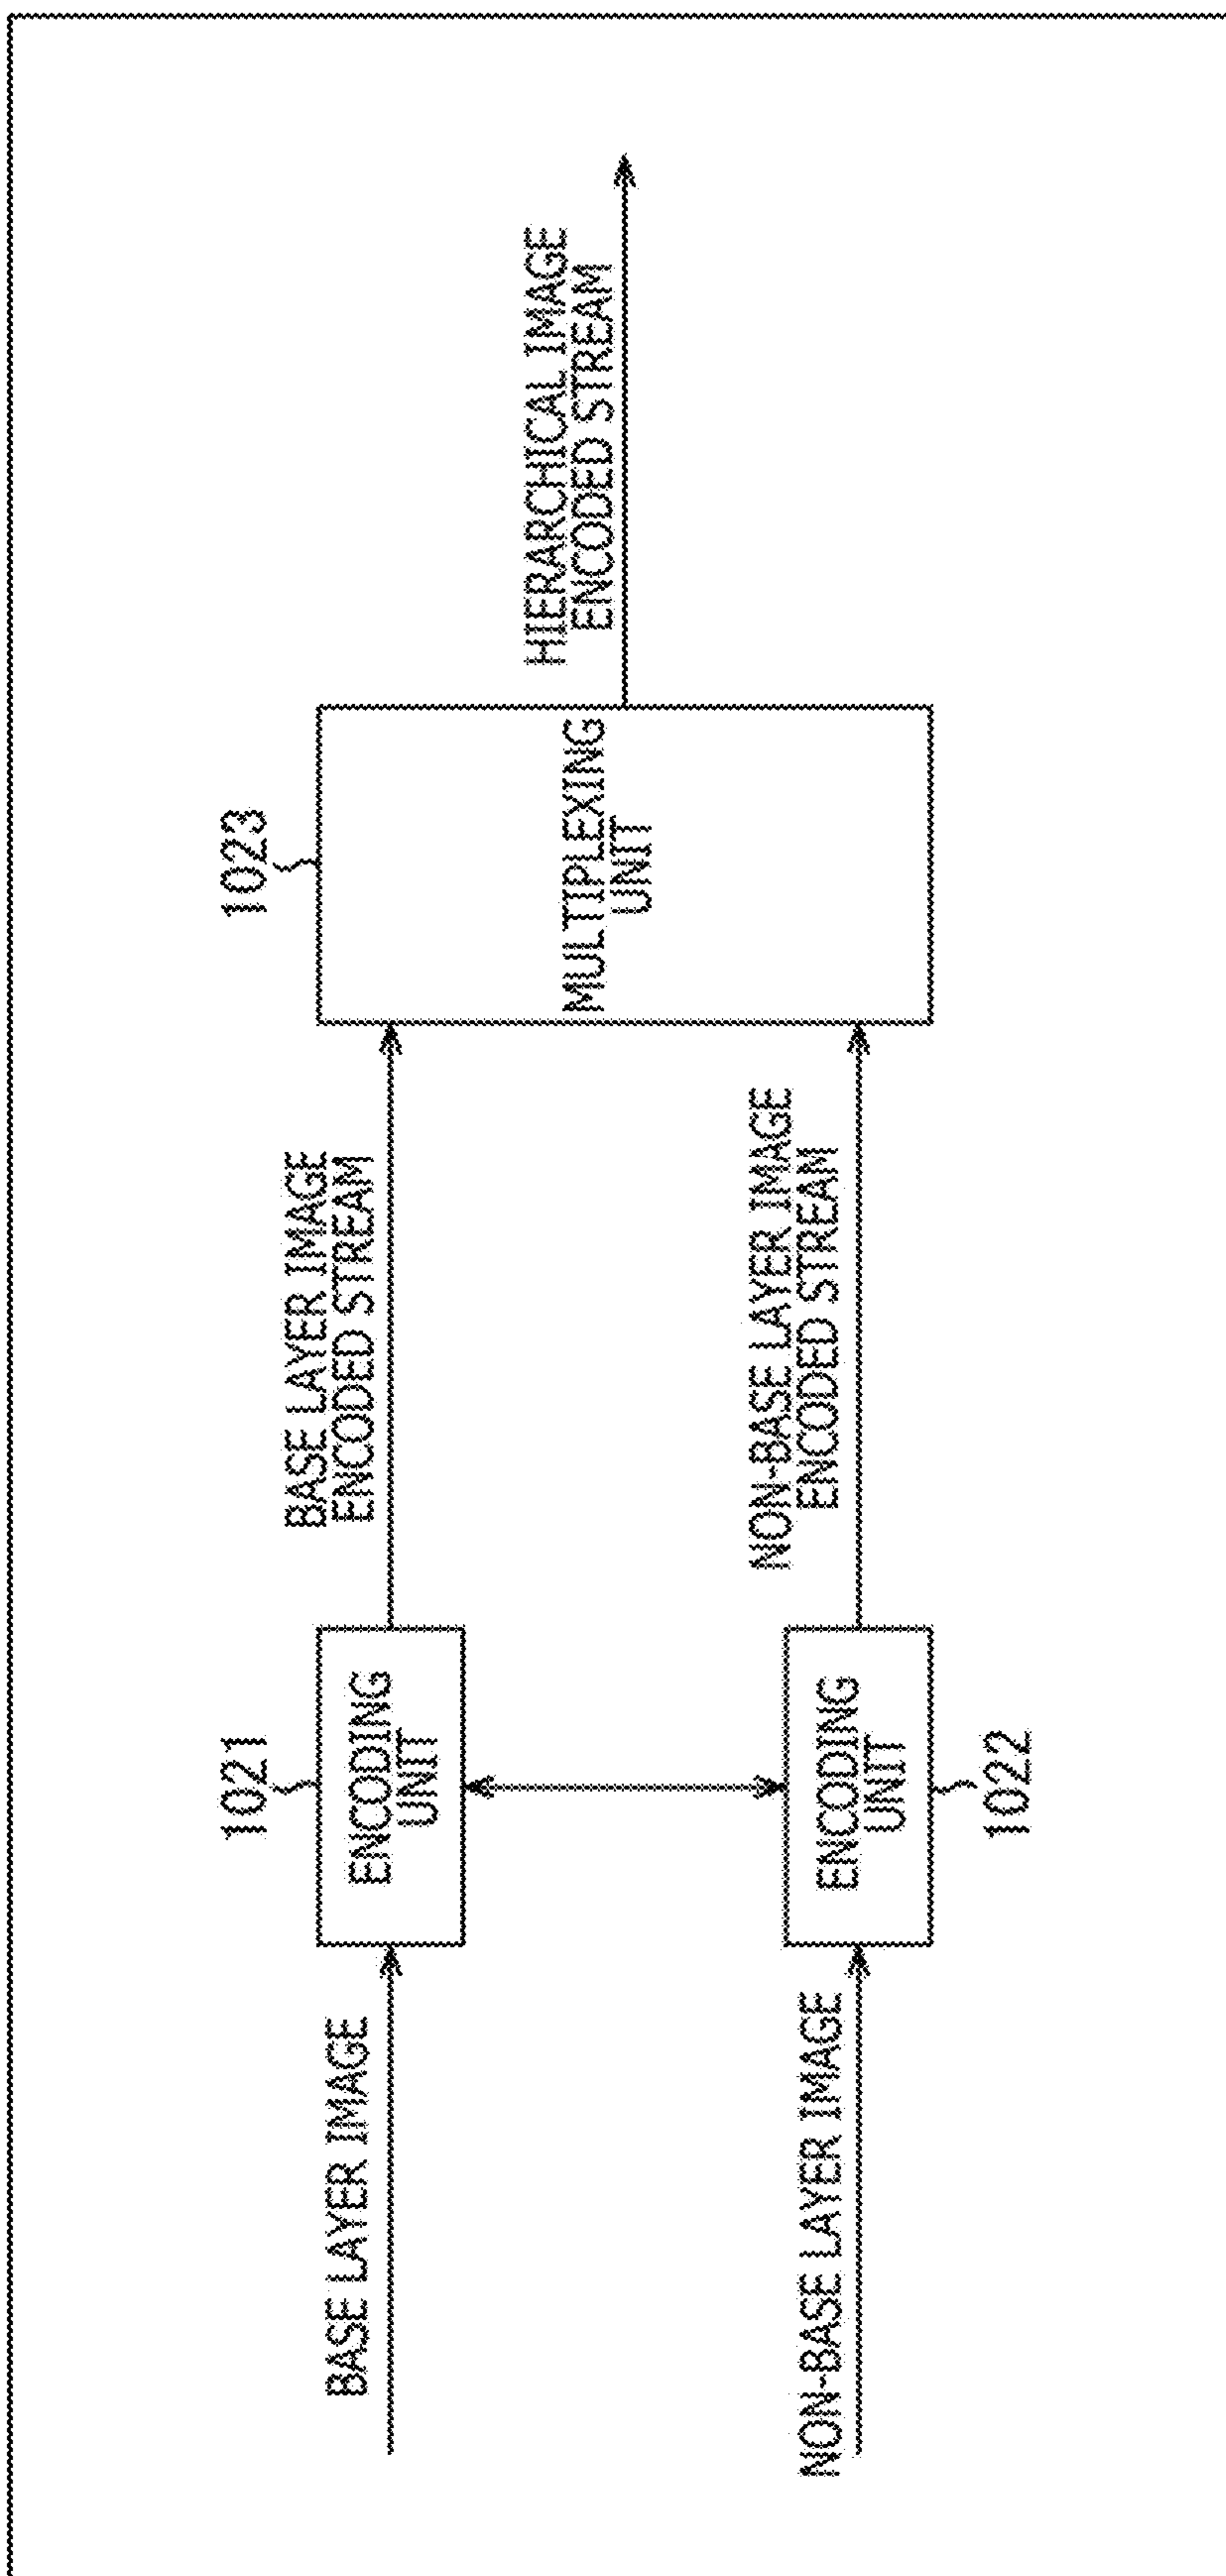 1021
1023
BASE LAYER IMAGE
ENCODING
UNIT
BASE LAYER IMAGE
ENCODED STREAM
MULTIPLEXING
UNIT
HIERARCHICAL IMAGE
ENCODED STREAM
NON-BASE LAYER IMAGE
ENCODING
UNIT
NON-BASE LAYER IMAGE
ENCODED STREAM
1022